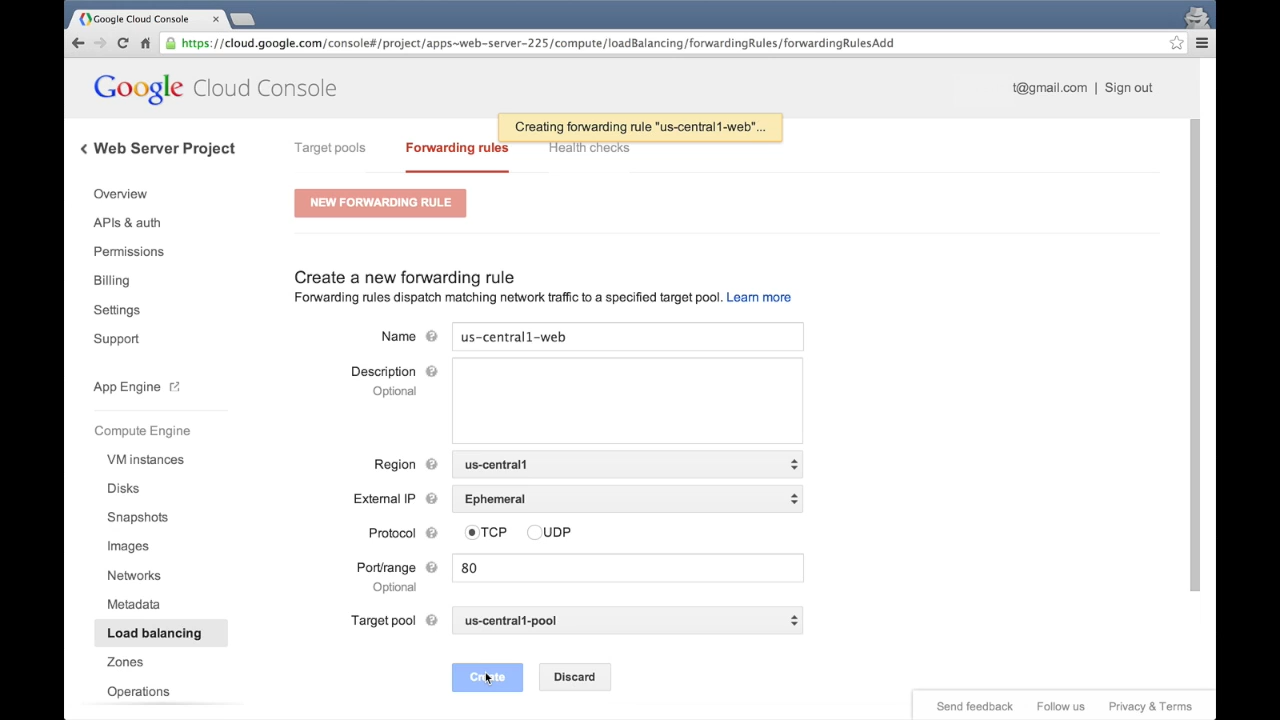 Google Cloud Console
https://cloud.google.com/console#/project/apps~web-server-225/compute/loadBalancing/forwardingRules/forwardingRulesAdd
Google Cloud Console
t@gmail.com | Sign out
Creating forwarding rule "us-central1-web"...
Web Server Project
Target pools
Forwarding rules
Health checks
Overview
APIs & auth
Permissions
Billing
Settings
Support
App Engine
Compute Engine
VM instances
Disks
Snapshots
Images
Networks
Metadata
Load balancing
Zones
Operations
NEW FORWARDING RULE
Create a new forwarding rule
Forwarding rules dispatch matching network traffic to a specified target pool. Learn more
Name ? us-central1-web
Description ?
Optional
Region ? us-central1
External IP ? Ephemeral
Protocol ? TCP UDP
Port/range ? 80
Optional
Target pool ? us-central1-pool
Create Discard
Send feedback Follow us Privacy & Terms